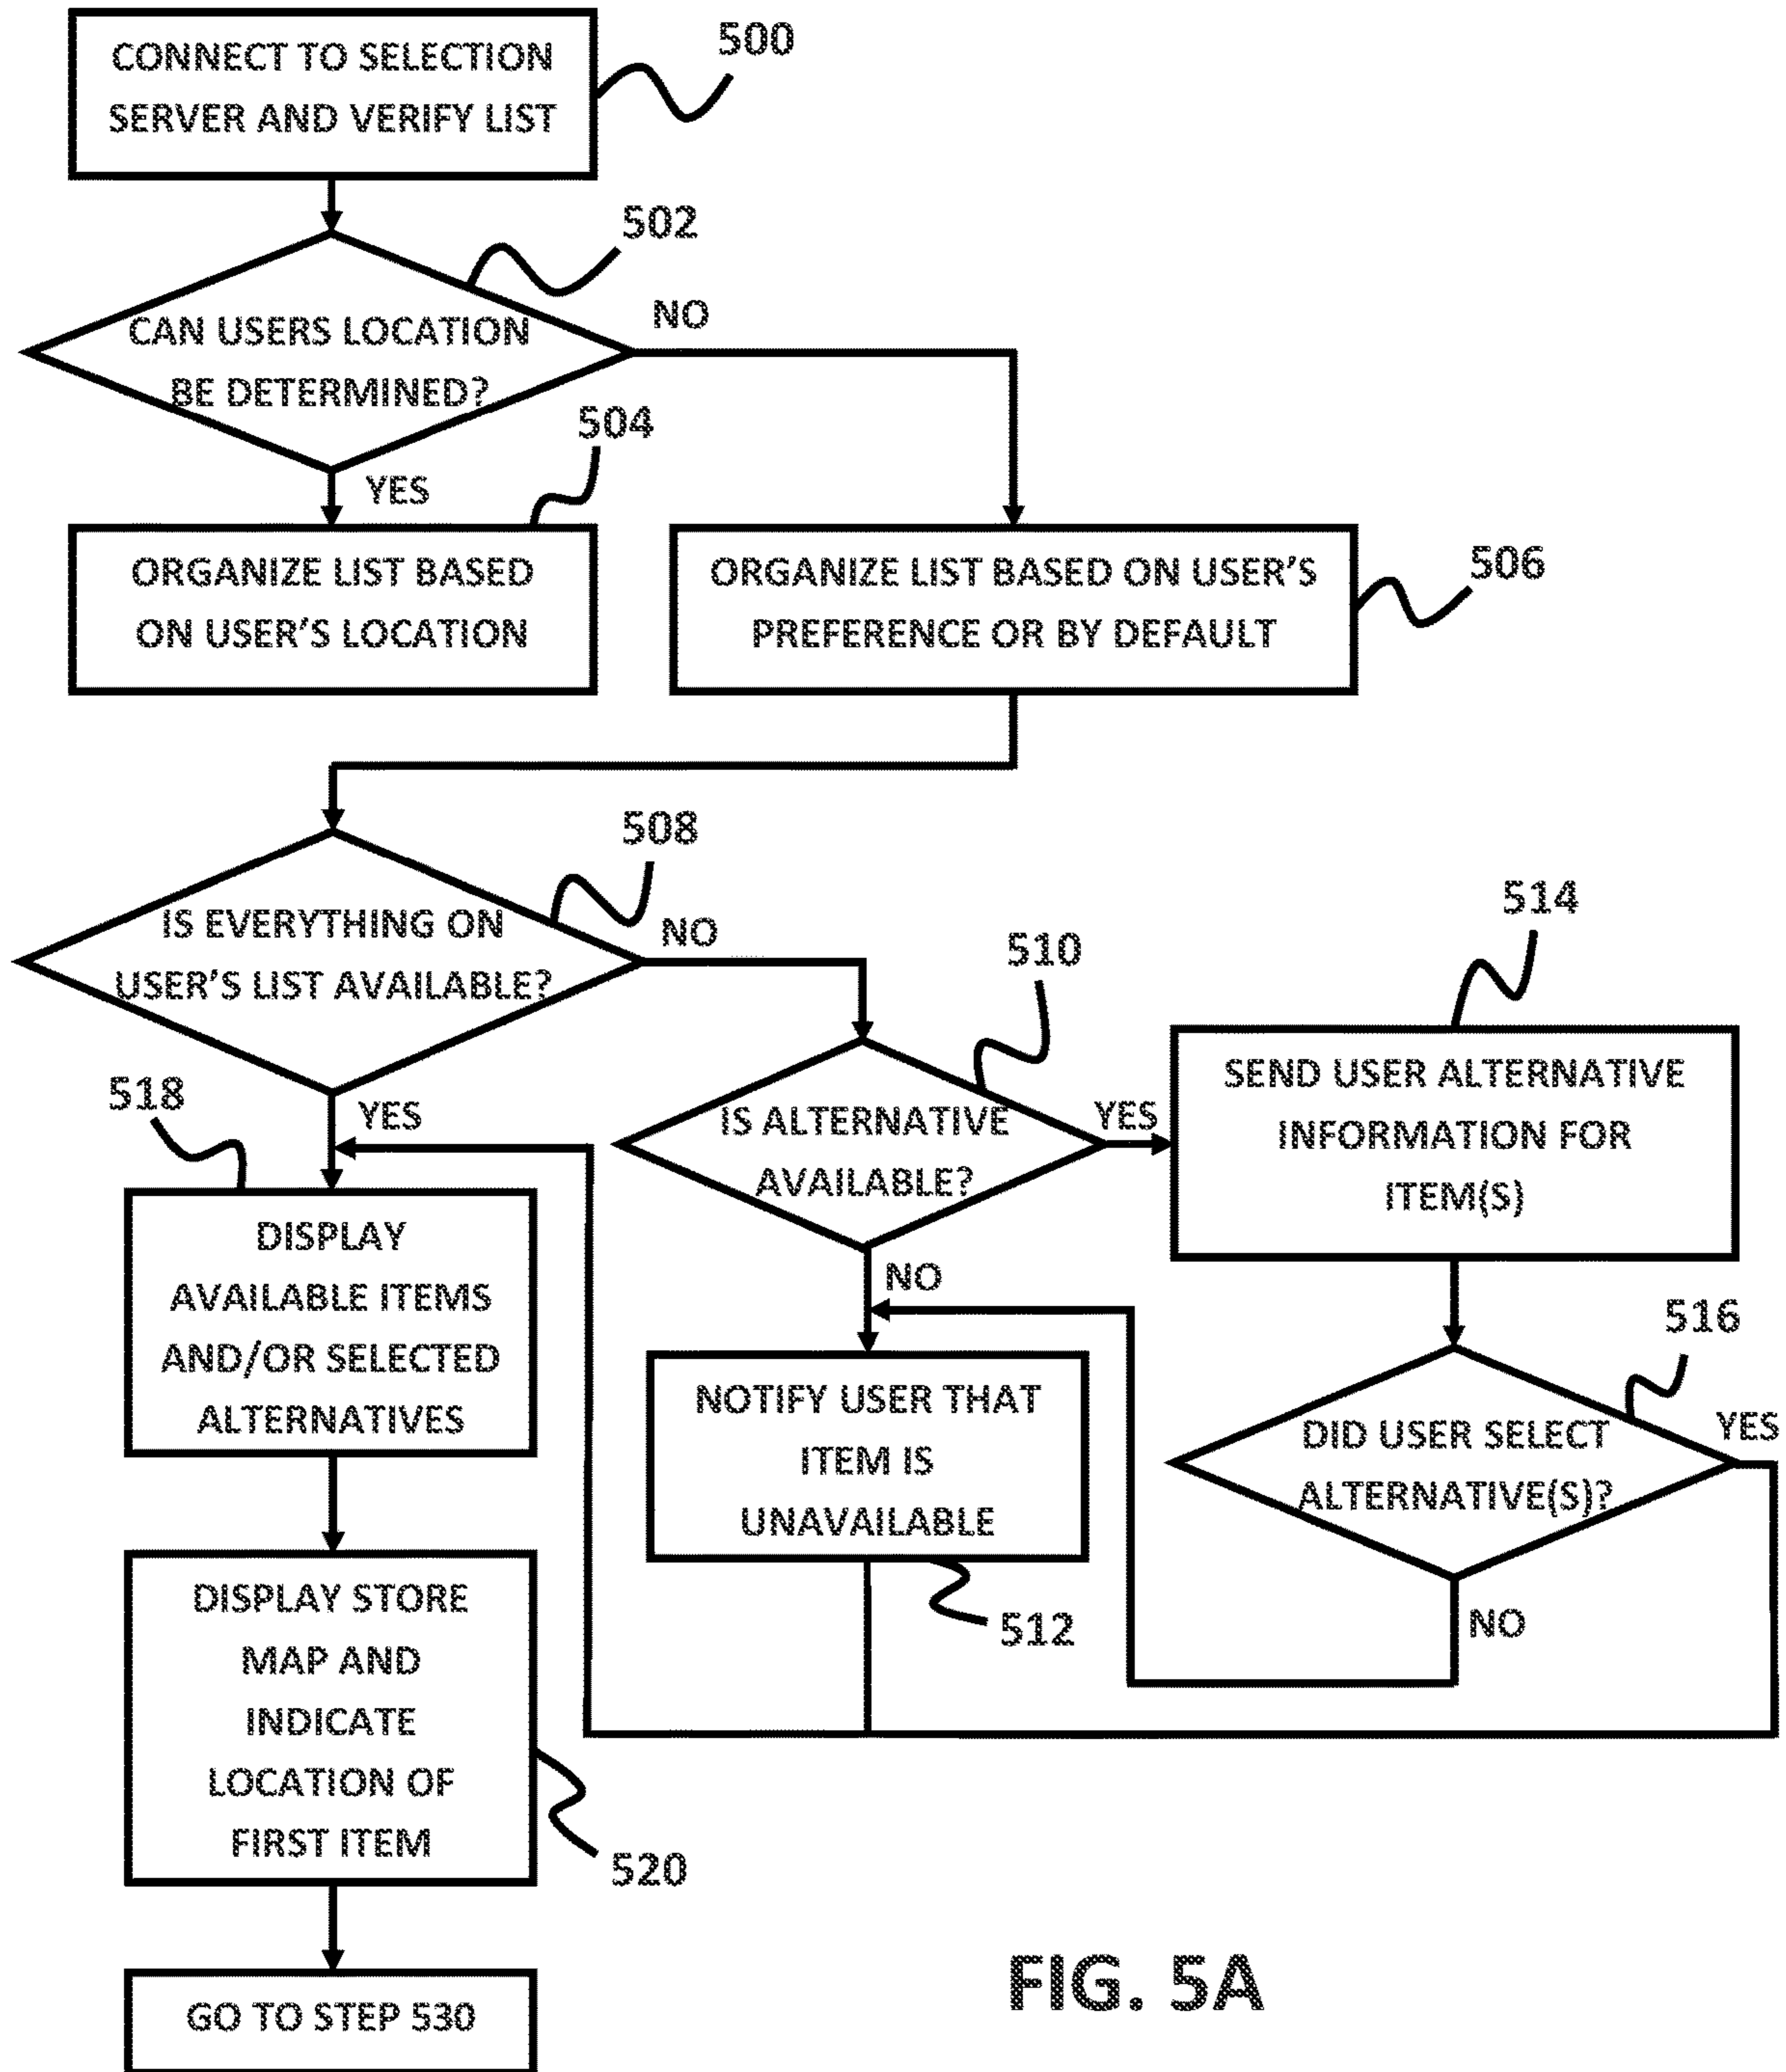 CONNECT TO SELECTION
SERVER AND VERIFY LIST
500
502
CAN USERS LOCATION
BE DETERMINED?
NO
YES
504
ORGANIZE LIST BASED
ON USER'S LOCATION
ORGANIZE LIST BASED ON USER'S
PREFERENCE OR BY DEFAULT
506
508
IS EVERYTHING ON
USER'S LIST AVAILABLE?
NO
YES
510
IS ALTERNATIVE
AVAILABLE?
YES
NO
514
SEND USER ALTERNATIVE
INFORMATION FOR
ITEM(S)
516
DID USER SELECT
ALTERNATIVE(S)?
YES
NO
NOTIFY USER THAT
ITEM IS
UNAVAILABLE
512
518
DISPLAY
AVAILABLE ITEMS
AND/OR SELECTED
ALTERNATIVES
DISPLAY STORE
MAP AND
INDICATE
LOCATION OF
FIRST ITEM
520
GO TO STEP 530
FIG. 5A